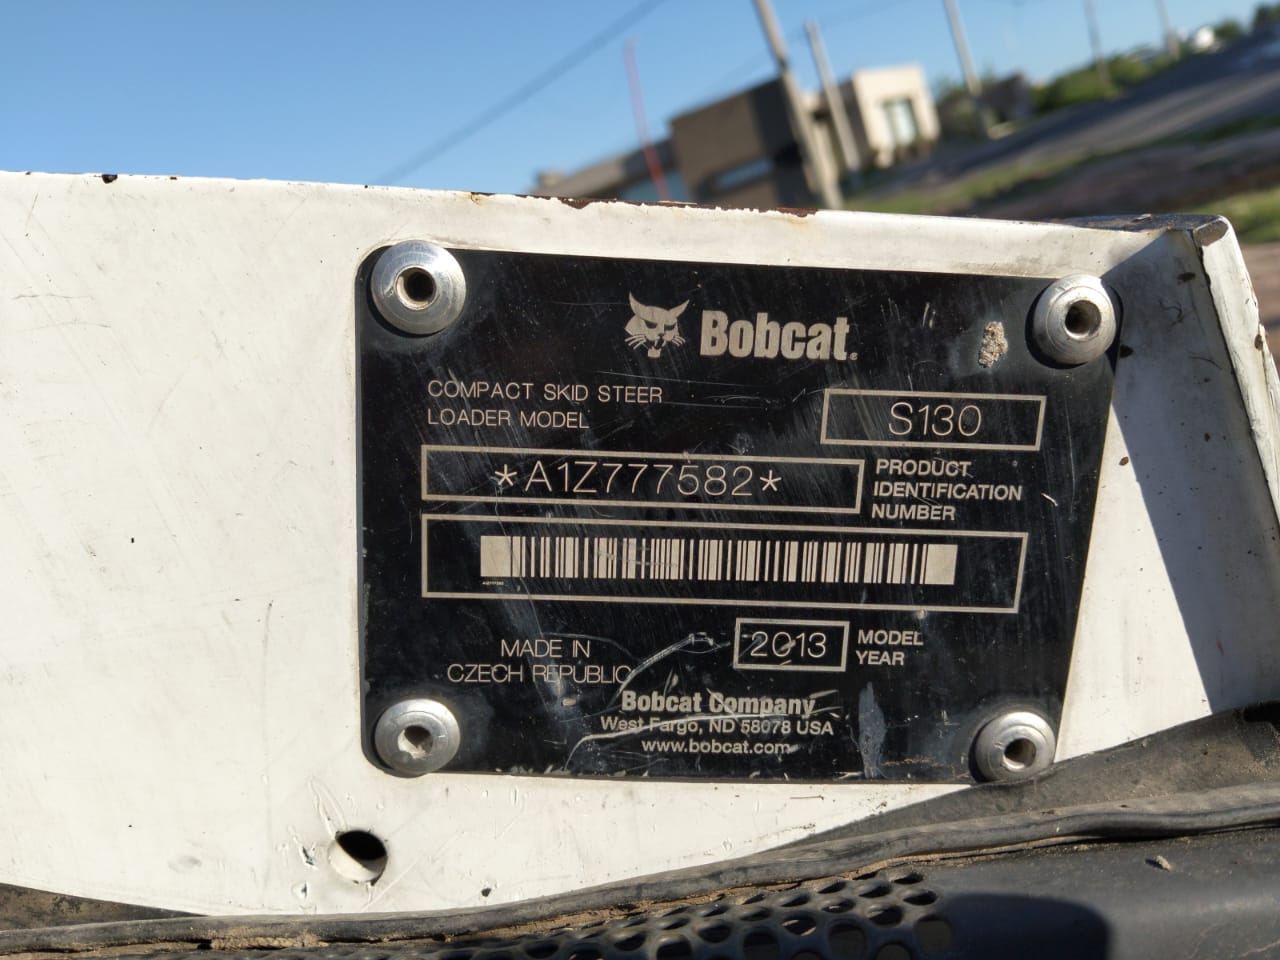 Bobcat
COMPACT SKID STEER
LOADER MODEL
S130
*A1Z777582*
PRODUCT
IDENTIFICATION
NUMBER
MADE IN
CZECH REPUBLIC
2013
MODEL
YEAR
Bobcat Company
West Fargo, ND 58078 USA
www.bobcat.com